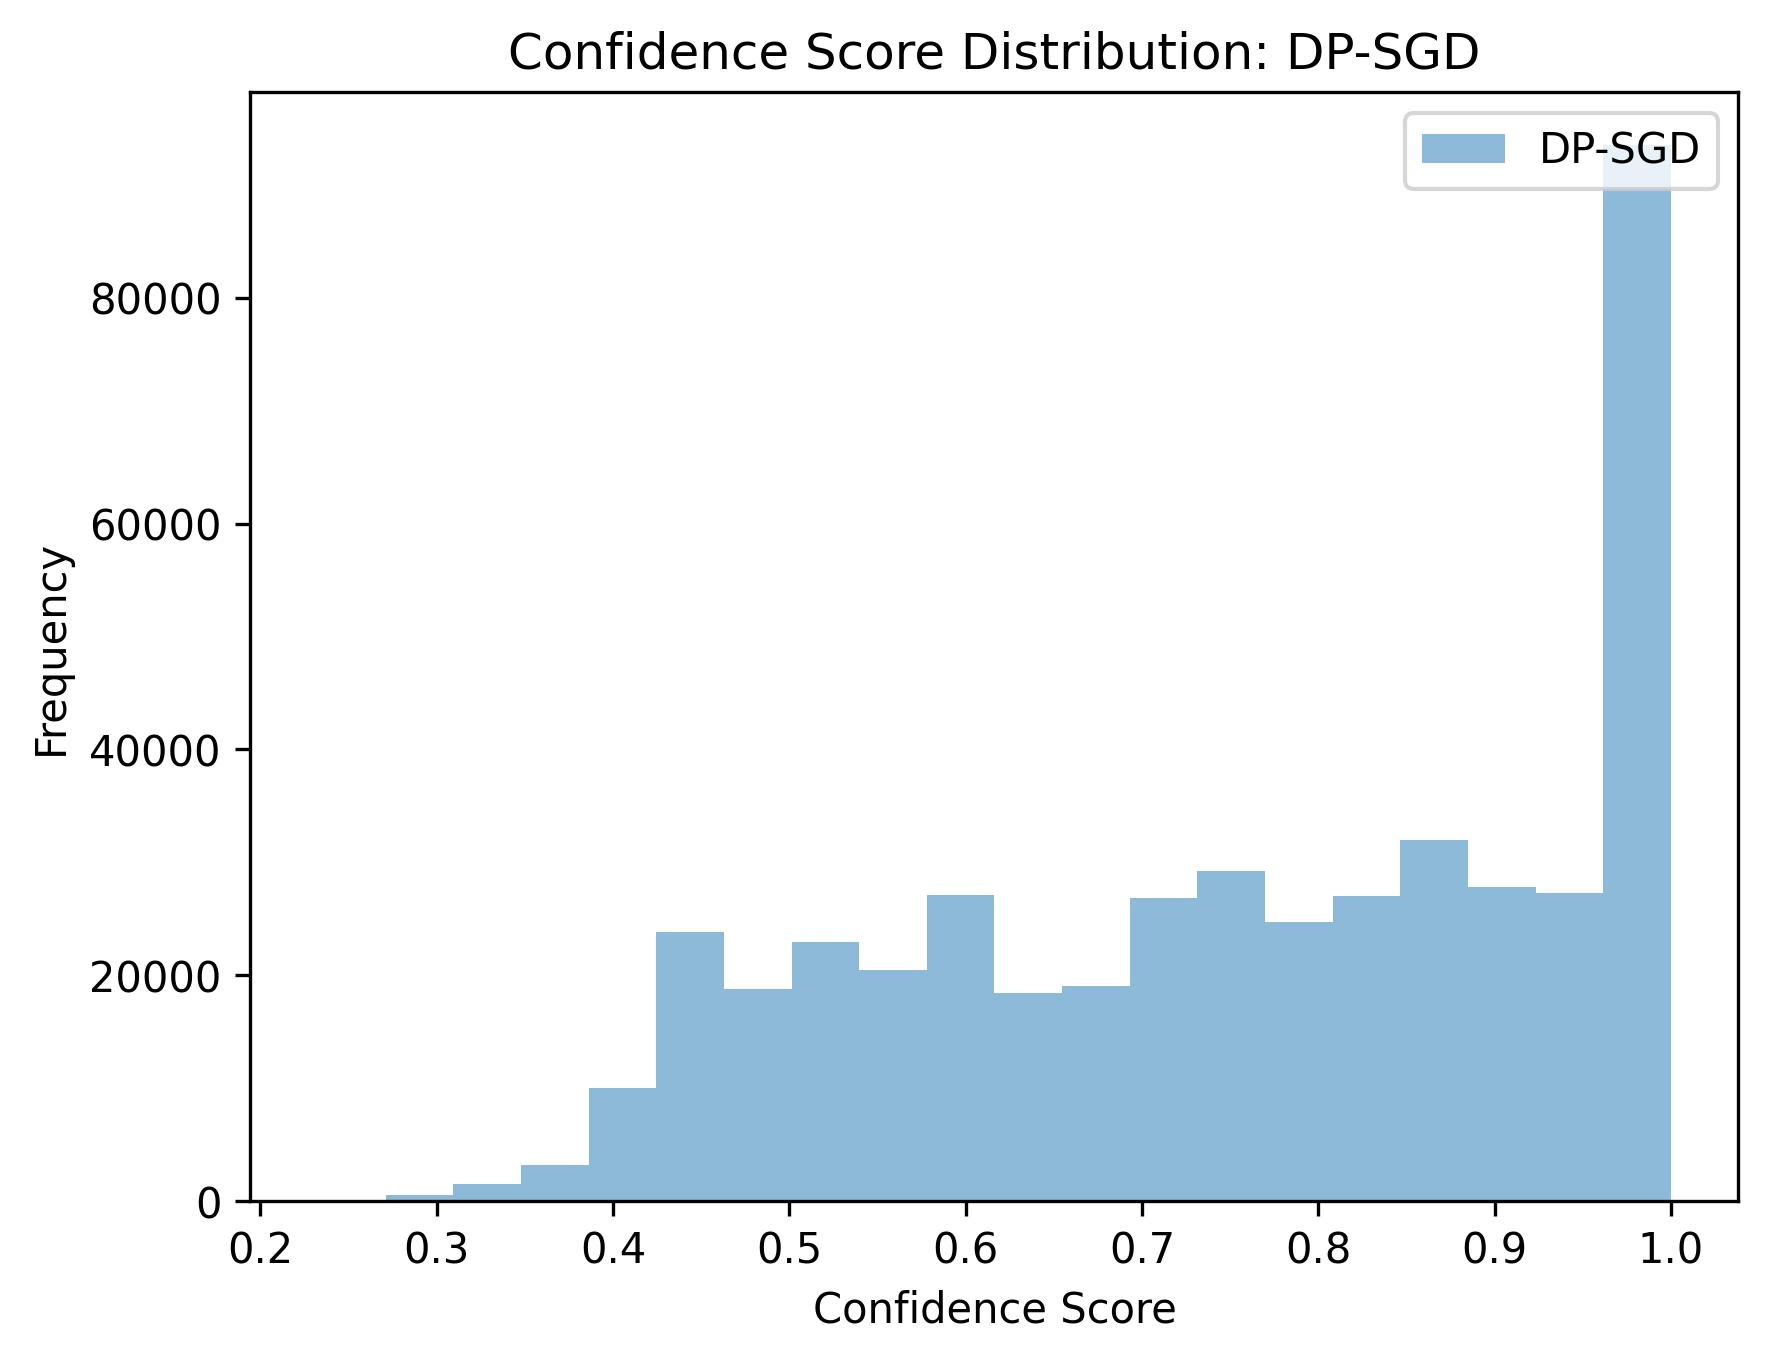 Confidence Score Distribution: DP-SGD
DP-SGD
Frequency
80000
60000
40000
20000
0
0.2 0.3 0.4 0.5 0.6 0.7 0.8 0.9 1.0
Confidence Score